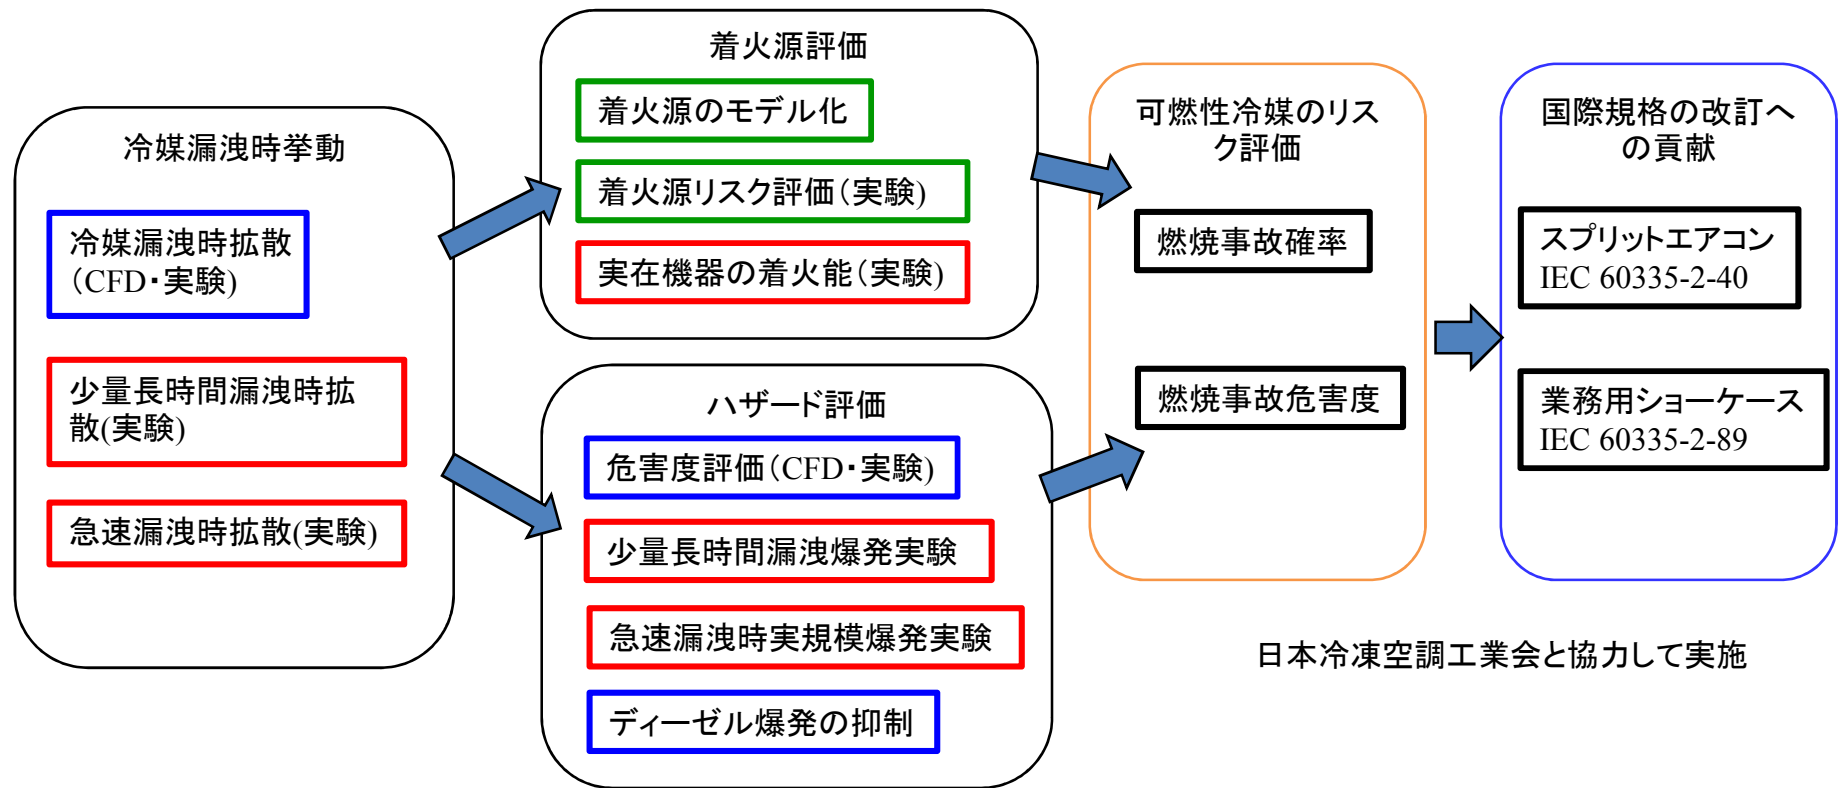 冷媒漏洩時挙動
冷媒漏洩時拡散
(CFD・実験)
少量長時間漏洩時拡
散(実験)
急速漏洩時拡散(実験)
着火源評価
着火源のモデル化
着火源リスク評価(実験)
実在機器の着火能(実験)
ハザード評価
危害度評価(CFD・実験)
少量長時間漏洩爆発実験
急速漏洩時実規模爆発実験
ディーゼル爆発の抑制
可燃性冷媒のリス
ク評価
燃焼事故確率
燃焼事故危害度
国際規格の改訂へ
の貢献
スプリットエアコン
IEC 60335-2-40
業務用ショーケース
IEC 60335-2-89
日本冷凍空調工業会と協力して実施